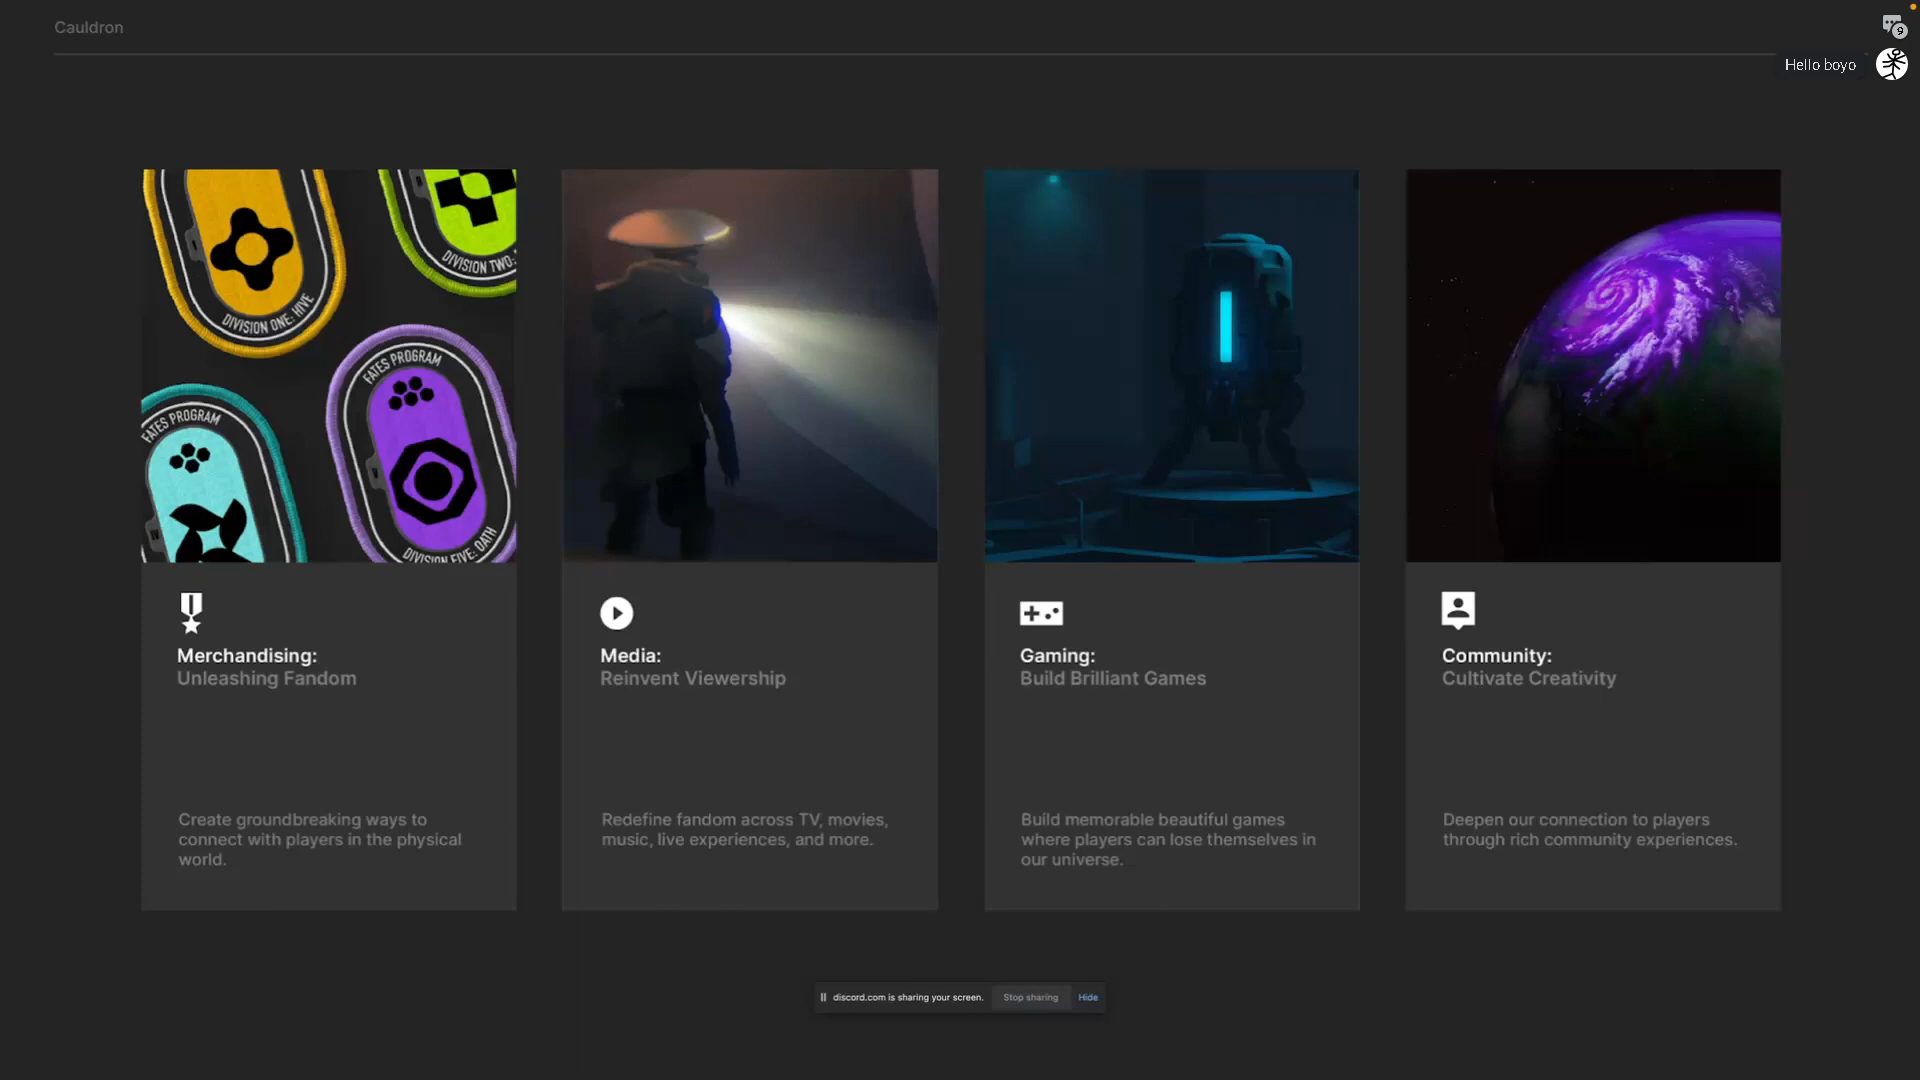 Cauldron
9
Hello boyo
DIVISION ONE: HIVE
DIVISION TWO:
FATES PROGRAM
FATES PROGRAM
DIVISION FIVE: OATH
Merchandising:
Unleashing Fandom
Create groundbreaking ways to
connect with players in the physical
world.
Media:
Reinvent Viewership
Redefine fandom across TV, movies,
music, live experiences, and more.
Gaming:
Build Brilliant Games
Build memorable beautiful games
where players can lose themselves in
our universe.
Community:
Cultivate Creativity
Deepen our connection to players
through rich community experiences.
discord.com is sharing your screen. Stop sharing Hide